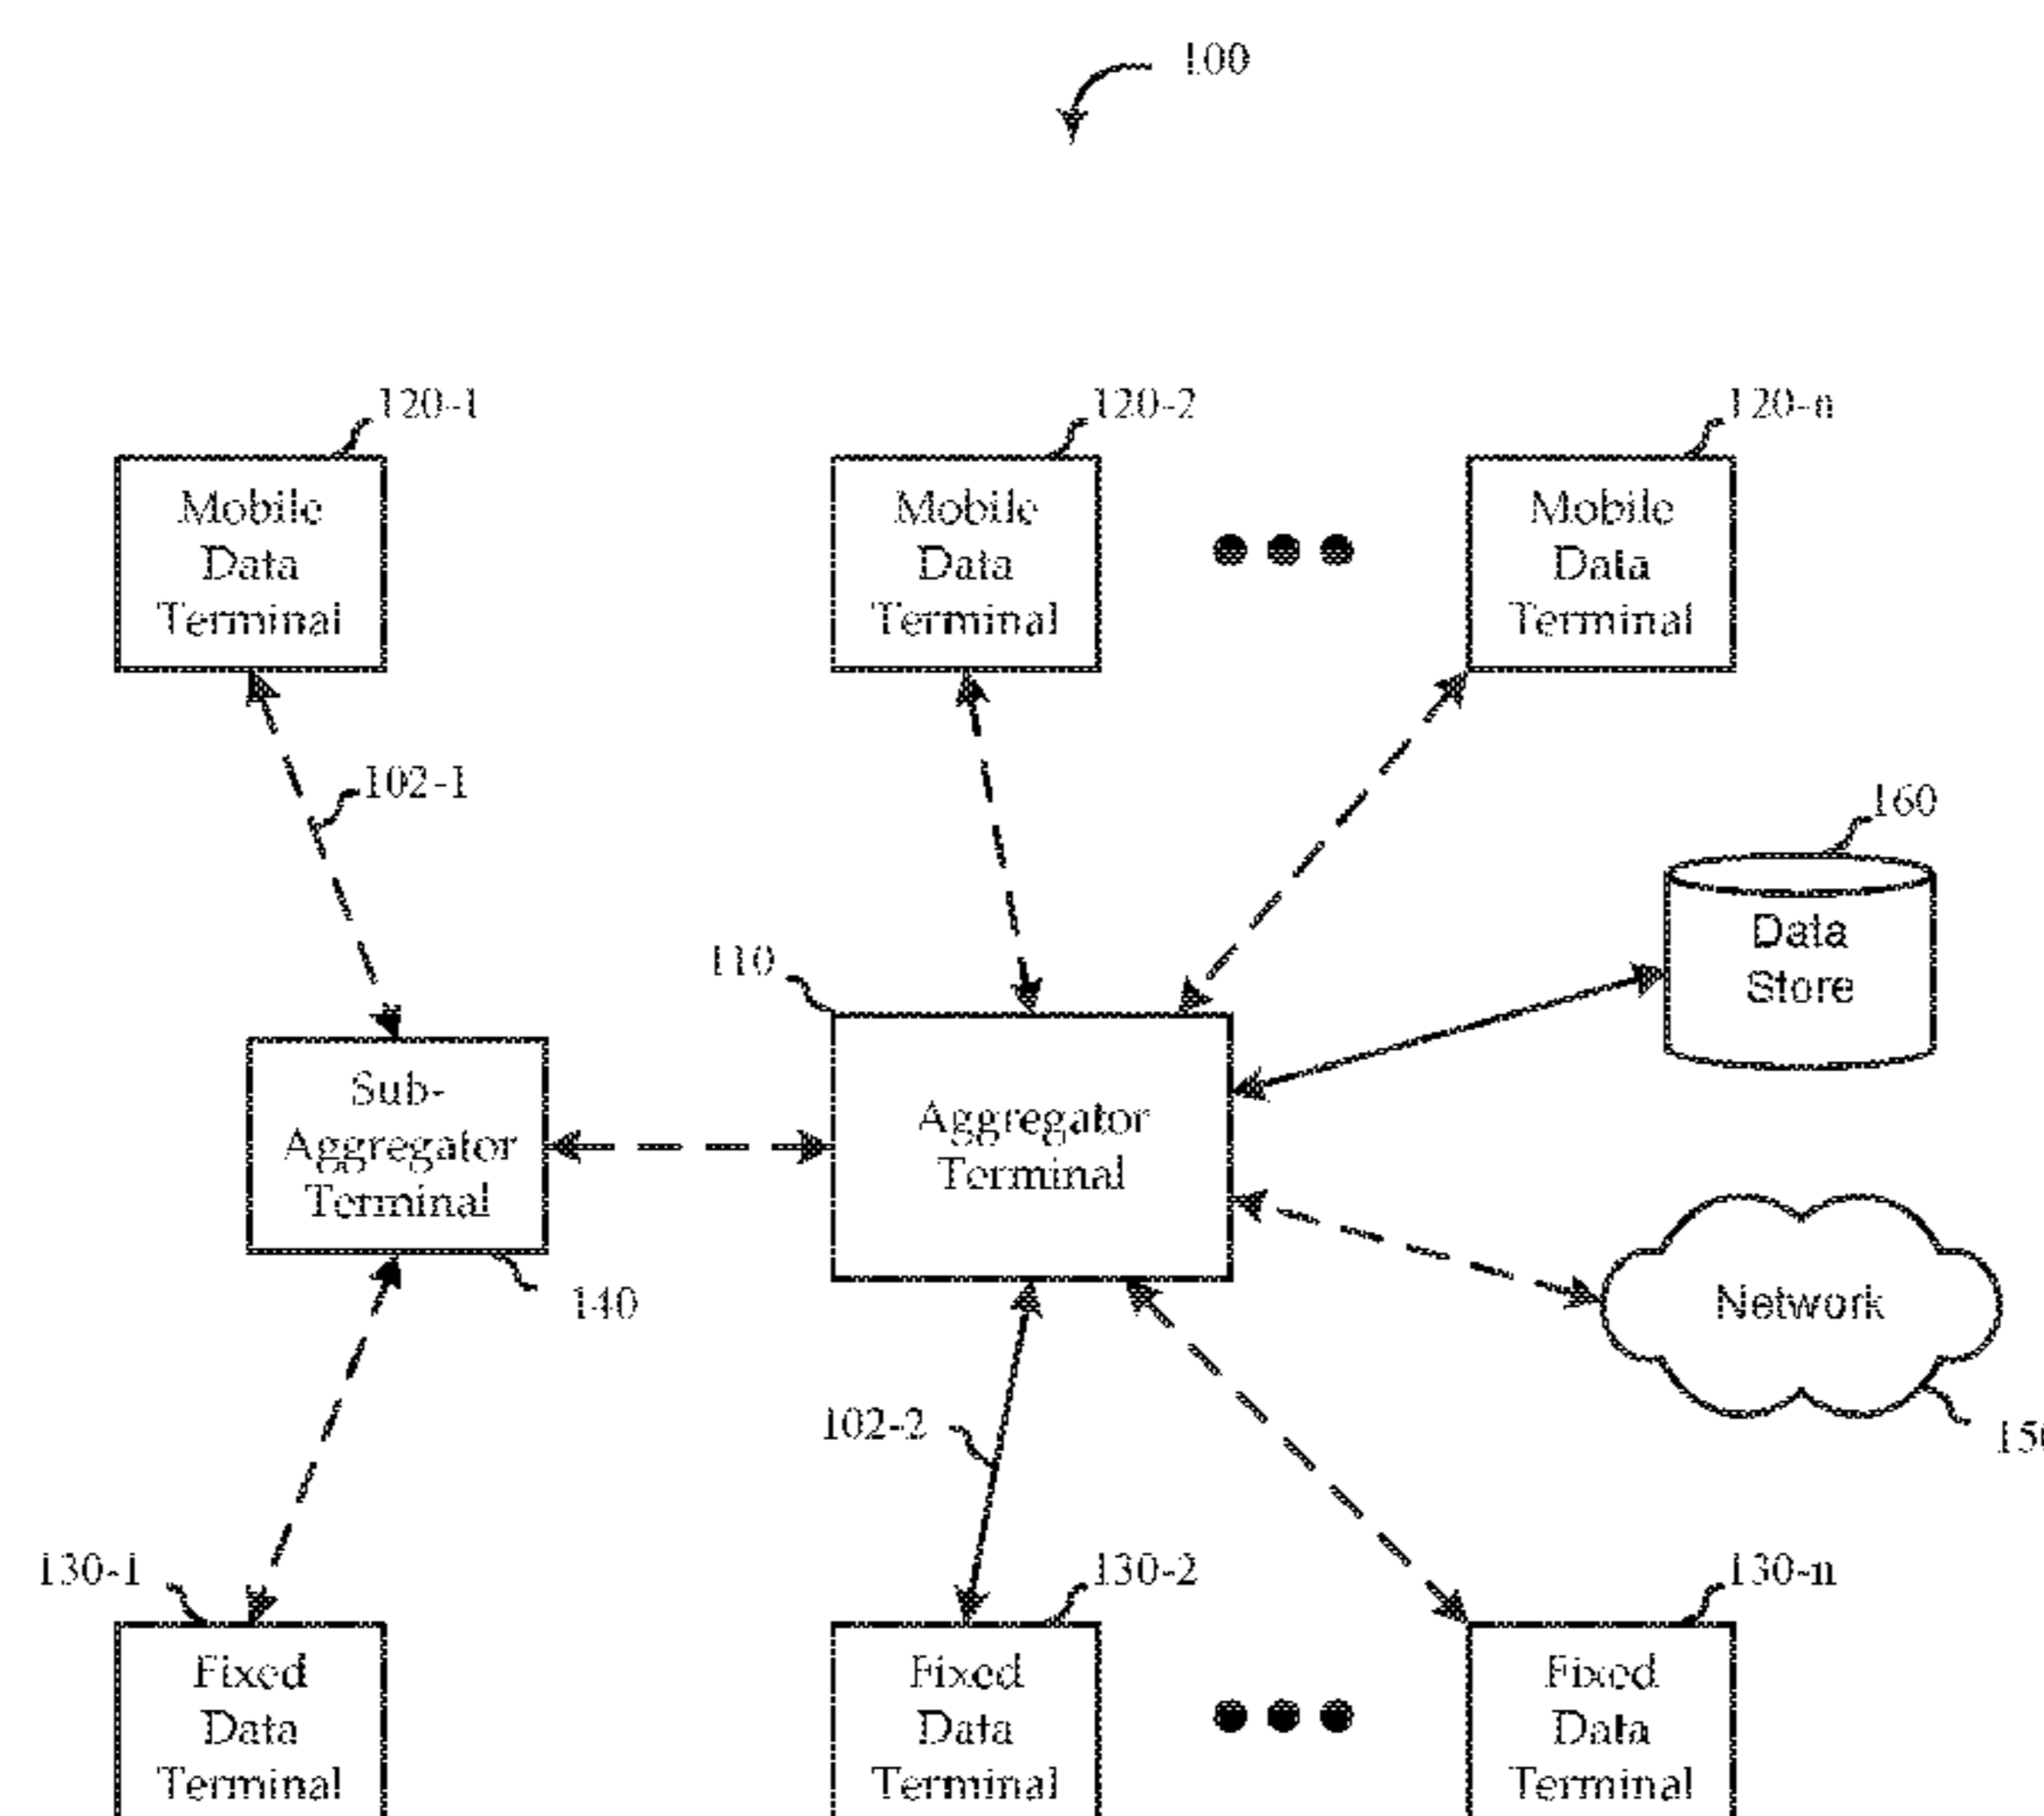 100
120-1
120-2
120-n
Mobile
Data
Terminal
Mobile
Data
Terminal
Mobile
Data
Terminal
102-1
160
Data
Store
110
Sub-
Aggregator
Terminal
Aggregator
Terminal
140
Network
102-2
130-1
130-2
130-n
Fixed
Data
Terminal
Fixed
Data
Terminal
Fixed
Data
Terminal